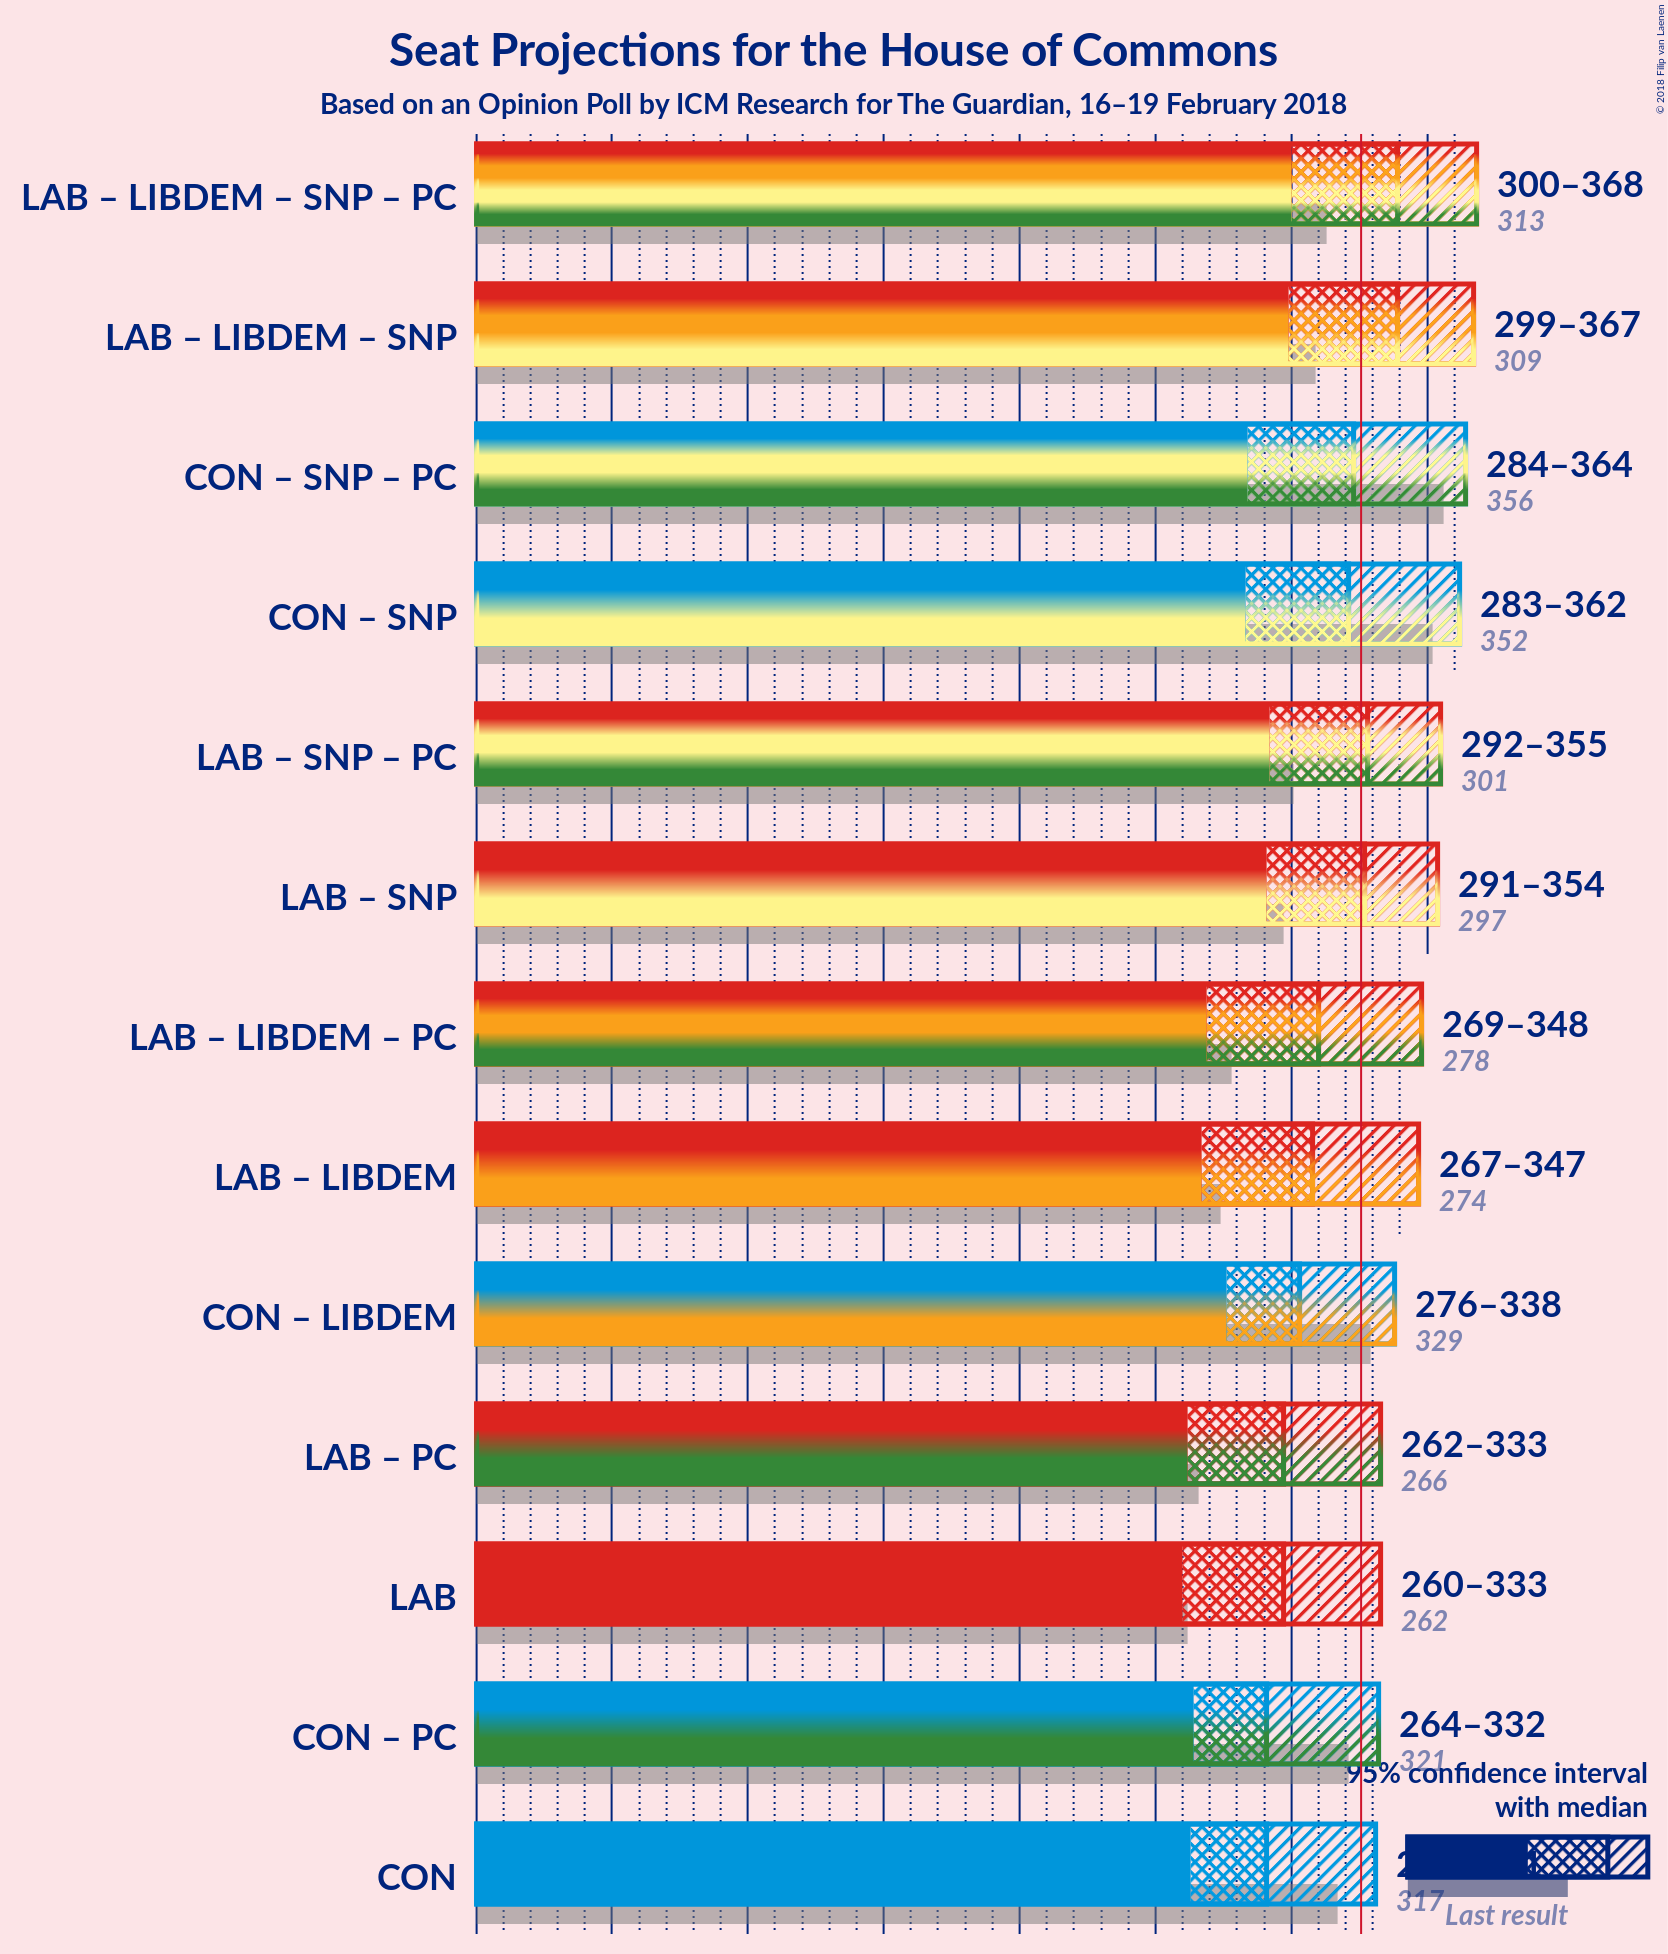 © 2018 Filip van Laenen
Seat Projections for the House of Commons
Based on an Opinion Poll by ICM Research for The Guardian, 16–19 February 2018
LAB – LIBDEM – SNP – PC
300–368
313
LAB – LIBDEM – SNP
299–367
309
CON – SNP – PC
284–364
356
CON – SNP
283–362
352
LAB – SNP – PC
292–355
301
LAB – SNP
291–354
297
LAB – LIBDEM – PC
269–348
278
LAB – LIBDEM
267–347
274
CON – LIBDEM
276–338
329
LAB – PC
262–333
266
LAB
260–333
262
CON – PC
264–332
321
95% confidence interval
with median
CON
317
Last result